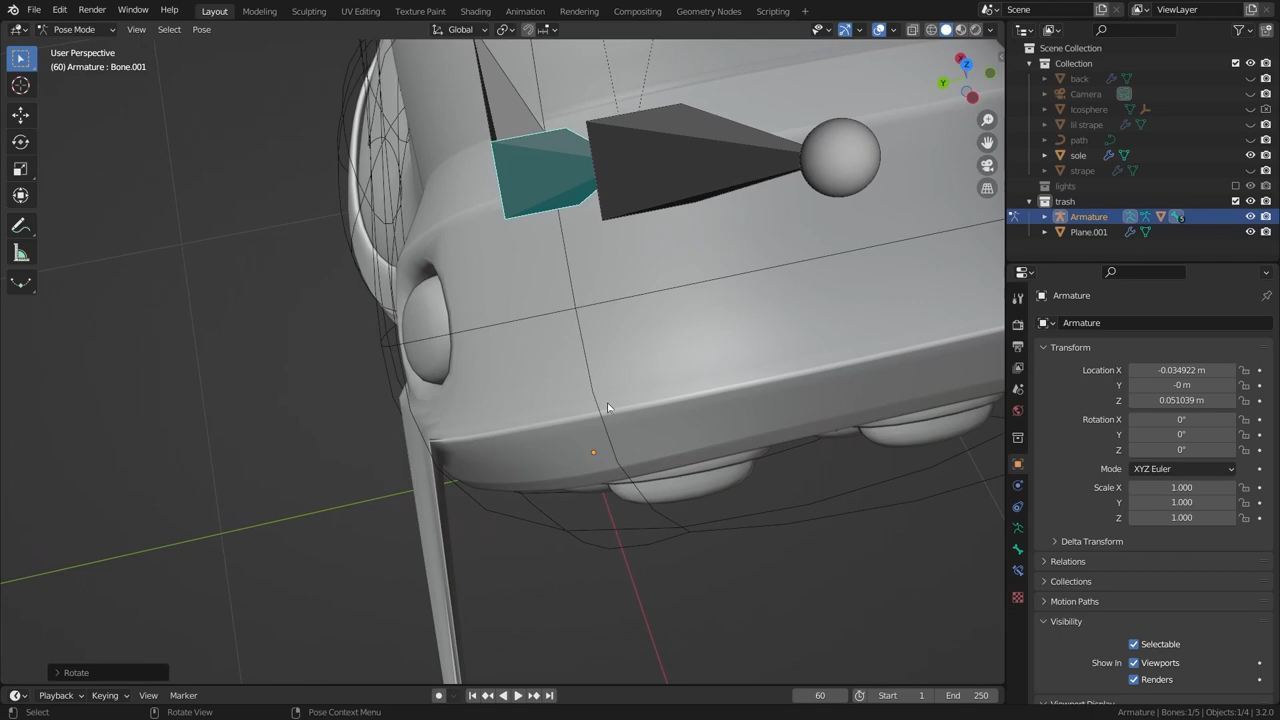 File Edit Render Window Help Layout Modeling Sculpting UV Editing Texture Paint Shading Animation Rendering Compositing Geometry Nodes Scripting + Scene ViewLayer
Pose Mode View Select Pose Global
User Perspective
(60) Armature : Bone.001
Z
Y
Rotate
Scene Collection
Collection
back
Camera
Icosphere
lil strape
path
sole
strape
lights
trash
Armature 5
Plane.001
Armature
Armature
Transform
Location X -0.034922 m
Y -0 m
Z 0.051039 m
Rotation X 0°
Y 0°
Z 0°
Mode XYZ Euler
Scale X 1.000
Y 1.000
Z 1.000
Delta Transform
Relations
Collections
Motion Paths
Visibility
Selectable
Show In Viewports
Renders
Viewport Display
Playback Keying View Marker 60 Start 1 End 250
Select Rotate View Pose Context Menu Armature | Bones:1/5 | Objects:1/4 | 3.2.0